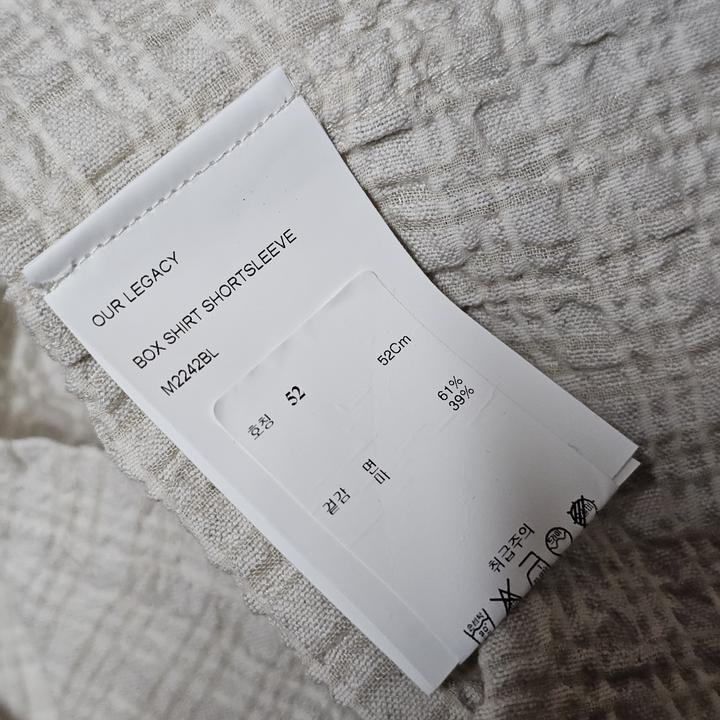 OUR LEGACY
BOX SHIRT SHORTSLEEVE
M2242BL
호칭 52 52Cm
겉감 면 61%
마 39%
취급주의